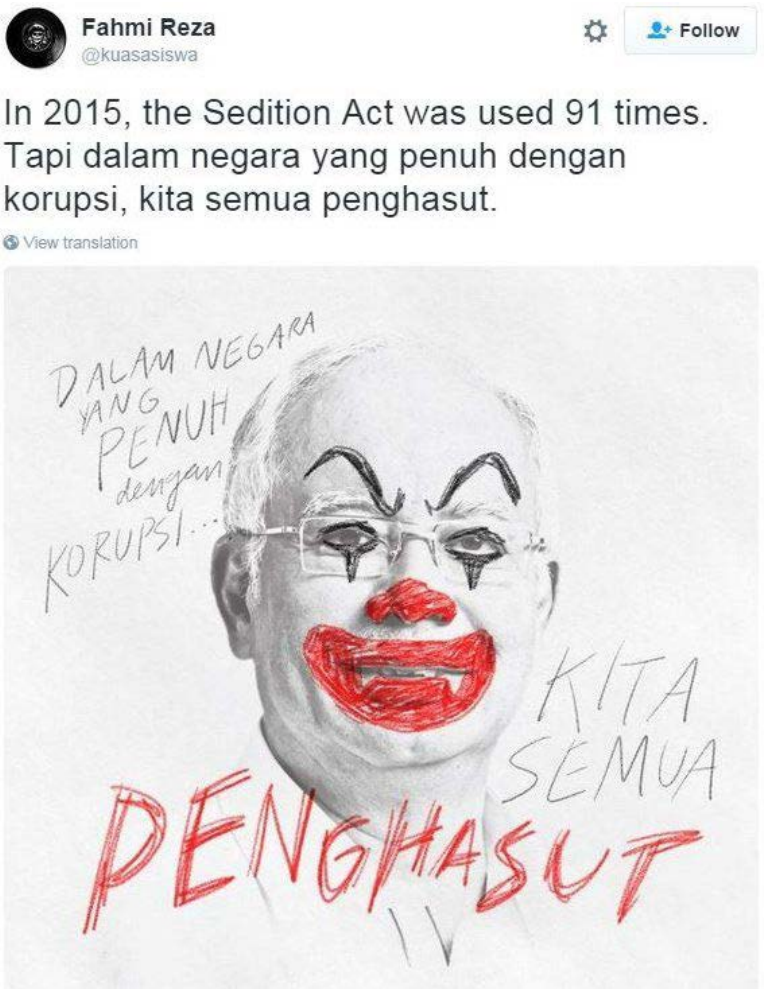 Fahmi Reza
@kuasasiswa
Follow
In 2015, the Sedition Act was used 91 times.
Tapi dalam negara yang penuh dengan
korupsi, kita semua penghasut.
View translation
DALAM NEGARA
YANG
PENUH
dengan
KORUPSI...
KITA
SEMUA
PENGHASUT